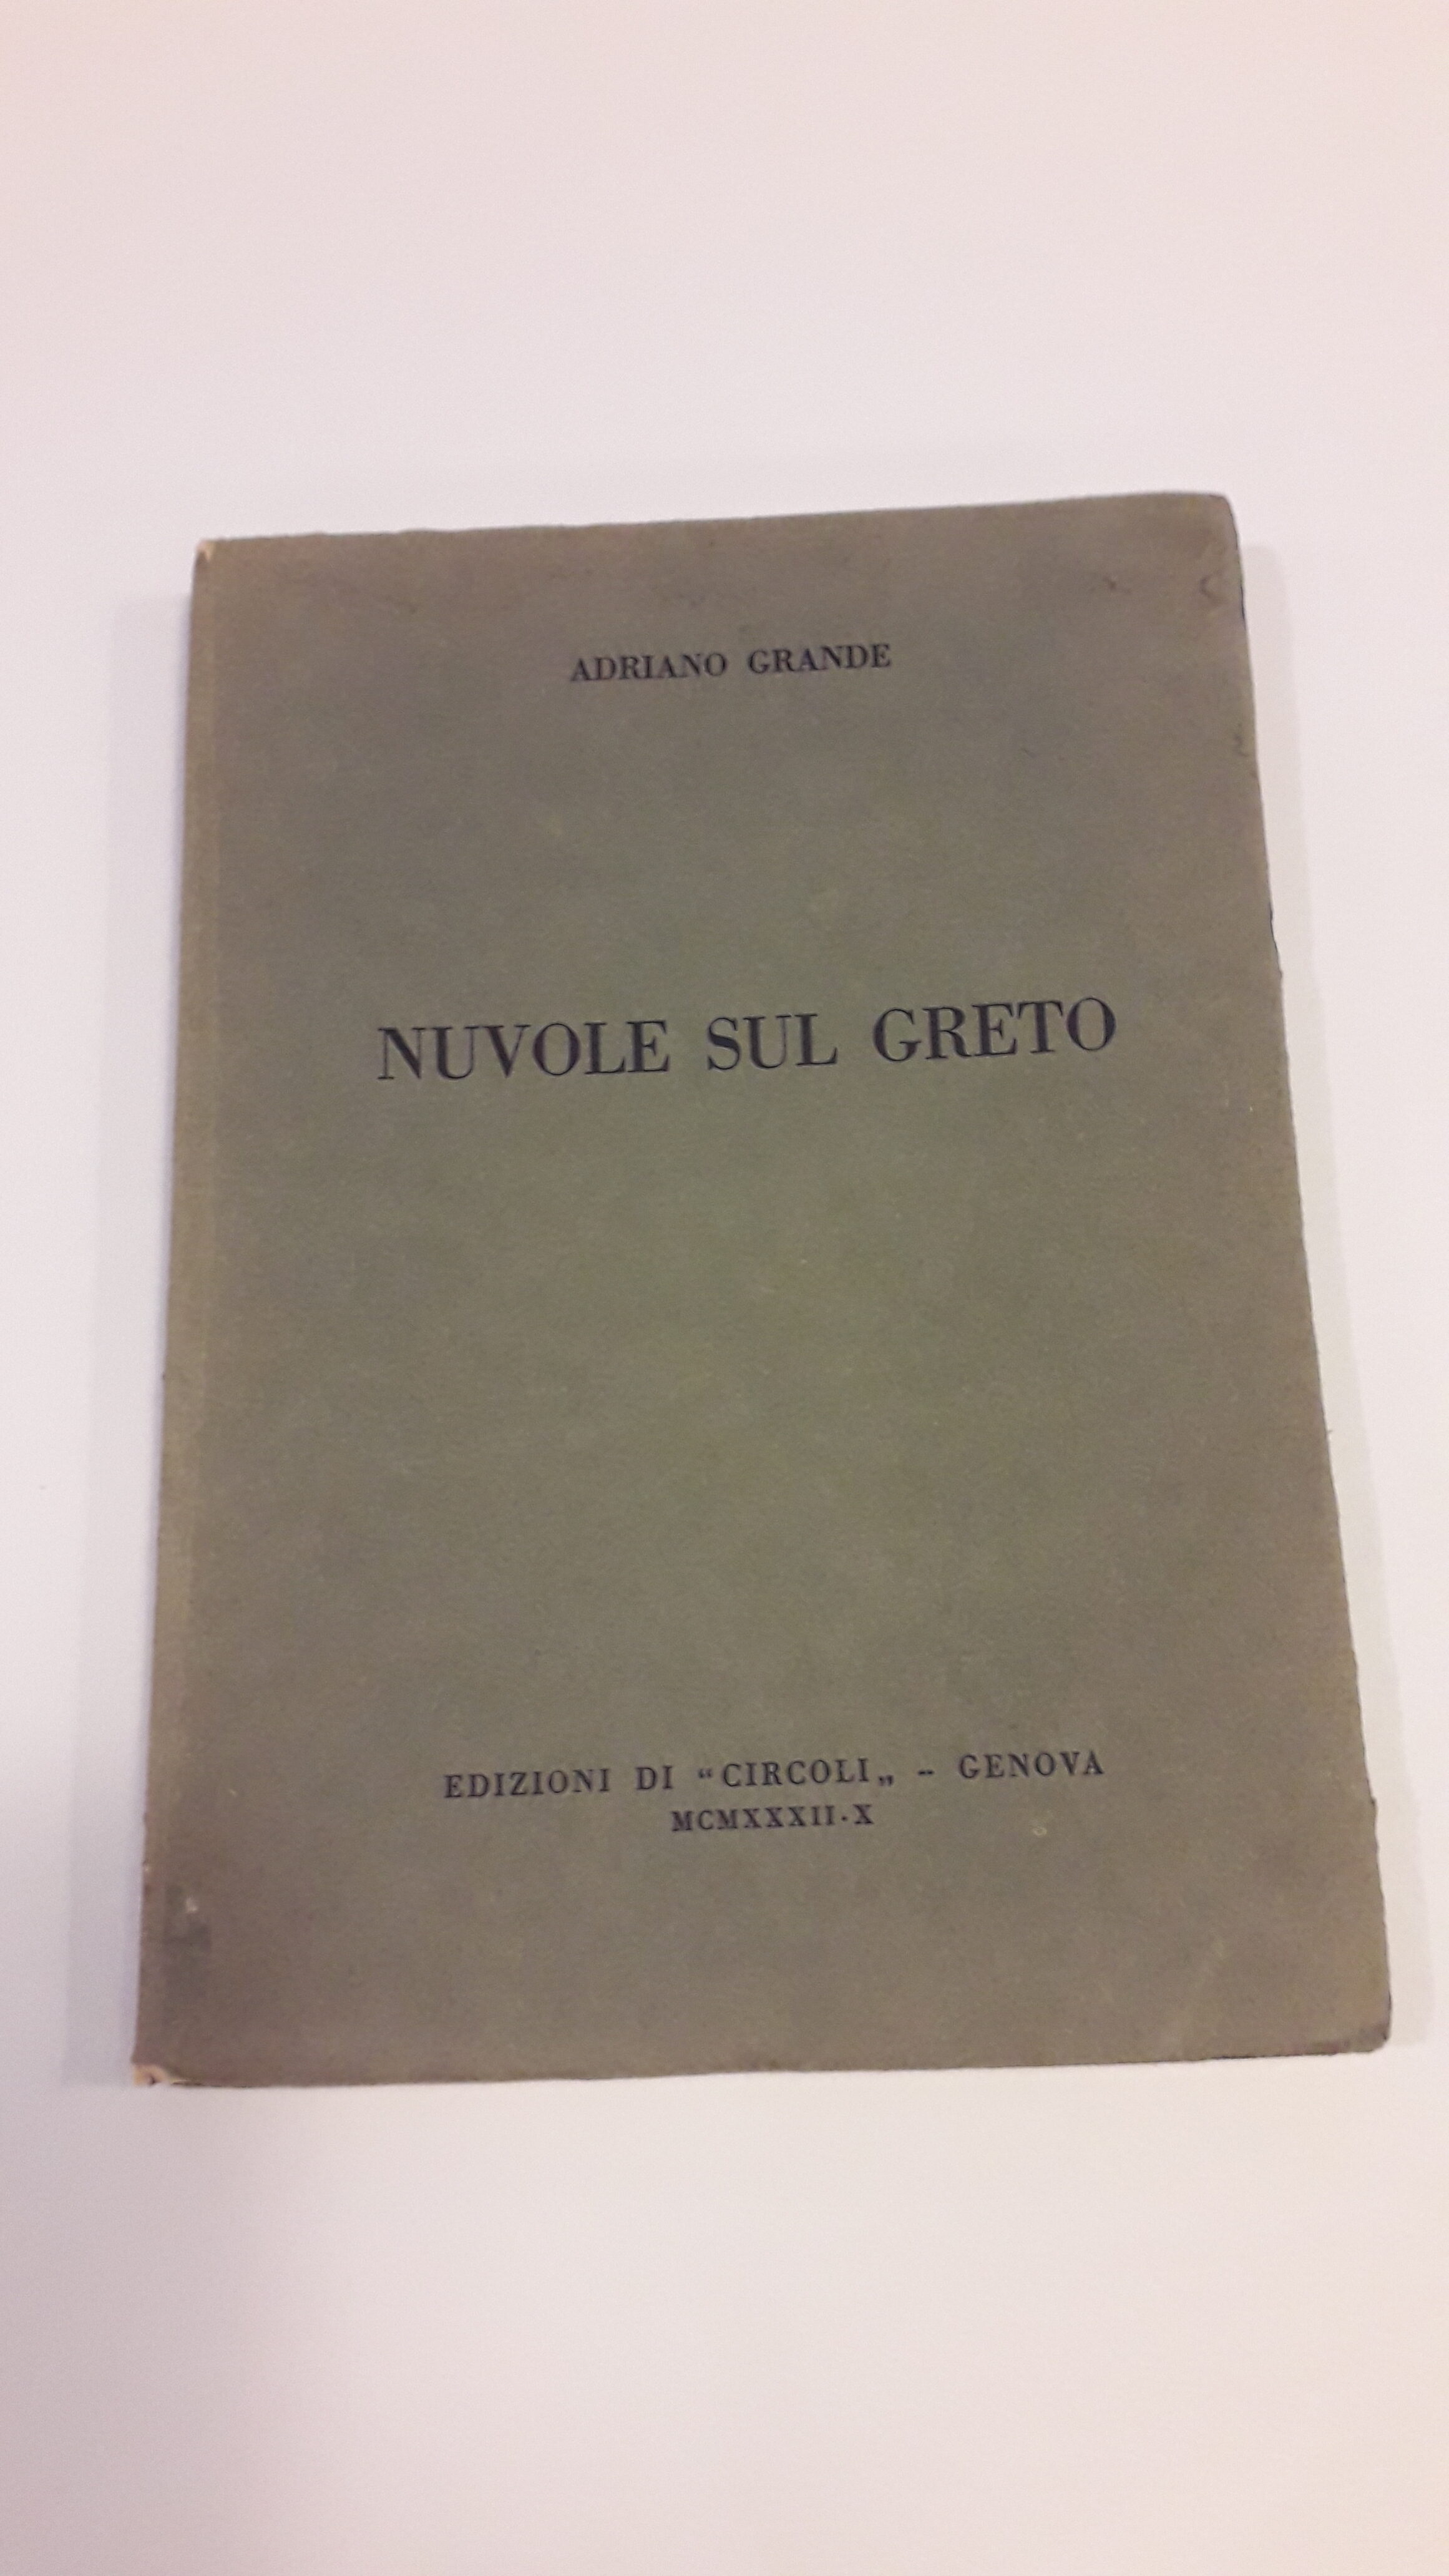 ADRIANO GRANDE
NUVOLE SUL GRETO
EDIZIONI DI “CIRCOLI„ -- GENOVA
MCMXXXII·X